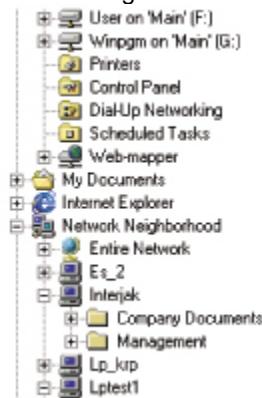 User on 'Main' (F:)
Winpgm on 'Main' (G:)
Printers
Control Panel
Dial-Up Networking
Scheduled Tasks
Web-mapper
My Documents
Internet Explorer
Network Neighborhood
Entire Network
Es_2
Interjak
Company Documents
Management
Lp_krp
Lptest1